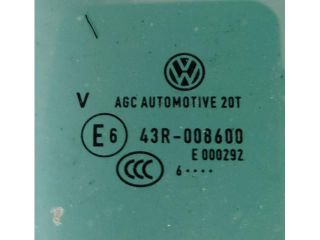 V AGC AUTOMOTIVE 20T
E6 43R-008600
E 000292
CCC 6····